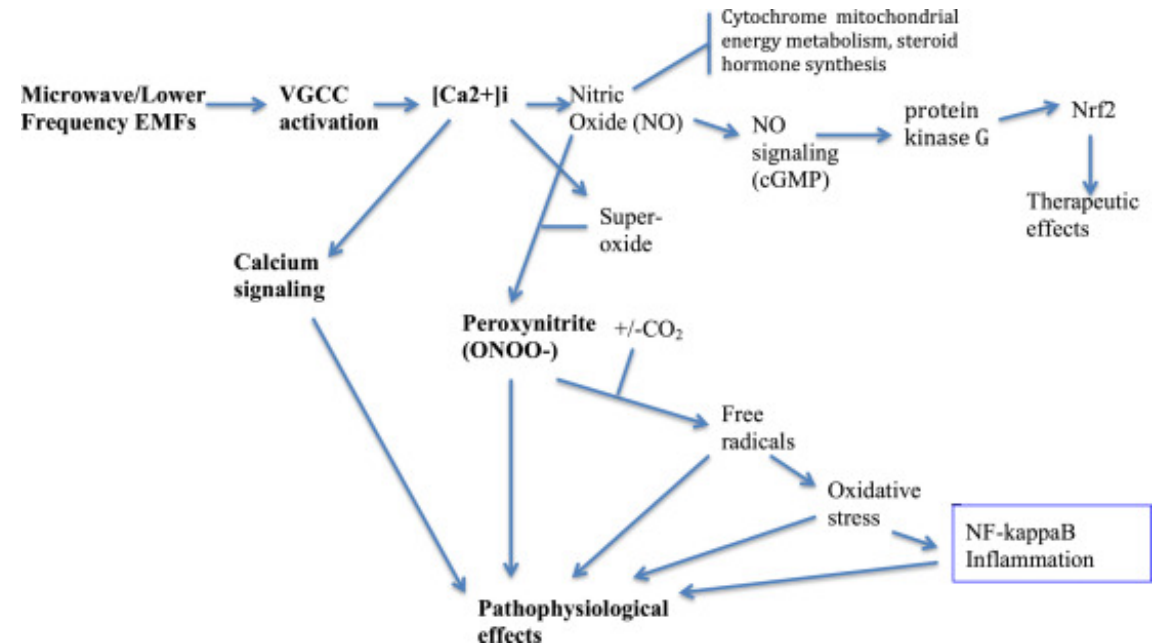 Cytochrome mitochondrial
energy metabolism, steroid
hormone synthesis
Microwave/Lower
Frequency EMFs
VGCC
activation
[Ca2+]i
Nitric
Oxide (NO)
NO
signaling
(cGMP)
protein
kinase G
Nrf2
Therapeutic
effects
Super-
oxide
Calcium
signaling
Peroxynitrite
(ONOO-)
+/-CO₂
Free
radicals
Oxidative
stress
NF-kappaB
Inflammation
Pathophysiological
effects